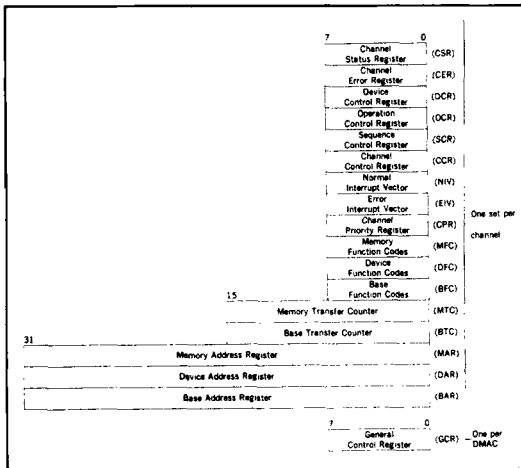 7 0
Channel
Status Register (CSR)
Channel
Error Register (CER)
Device
Control Register (DCR)
Operation
Control Register (OCR)
Sequence
Control Register (SCR)
Channel
Control Register (CCR)
Normal
Interrupt Vector (NIV)
Error
Interrupt Vector (EIV)
Channel
Priority Register (CPR)
One set per
channel
Memory
Function Codes (MFC)
Device
Function Codes (DFC)
Base
Function Codes (BFC)
15
Memory Transfer Counter (MTC)
Base Transfer Counter (BTC)
31
Memory Address Register (MAR)
Device Address Register (DAR)
Base Address Register (BAR)
7 0
General
Control Register (GCR)
One per
DMAC